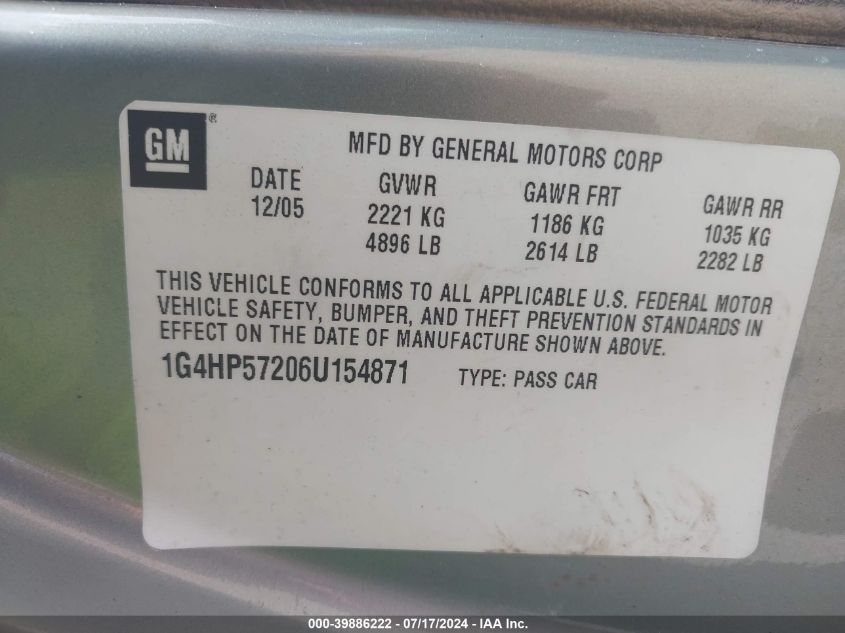 GM®
MFD BY GENERAL MOTORS CORP
DATE GVWR GAWR FRT GAWR RR
12/05 2221 KG 1186 KG 1035 KG
4896 LB 2614 LB 2282 LB
THIS VEHICLE CONFORMS TO ALL APPLICABLE U.S. FEDERAL MOTOR
VEHICLE SAFETY, BUMPER, AND THEFT PREVENTION STANDARDS IN
EFFECT ON THE DATE OF MANUFACTURE SHOWN ABOVE.
1G4HP57206U154871 TYPE: PASS CAR
000-39886222 - 07/17/2024 - IAA, Inc.